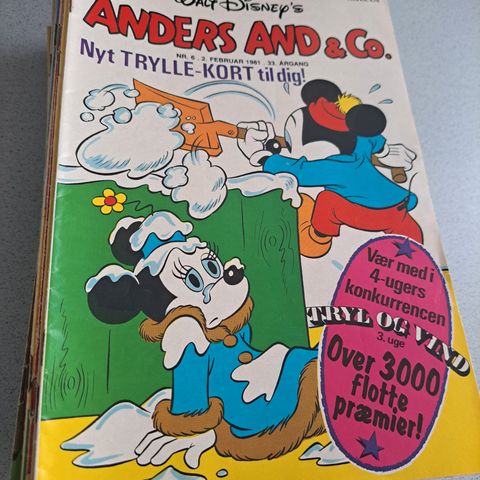 WALT DISNEY'S
ANDERS AND & Co.
Nyt TRYLLE-KORT til dig!
NR. 6 . 2. FEBRUAR 1981 . 33. ÅRGANG
Vær med i
4-ugers
konkurrencen
TRYL OG VIND
3. uge
Over 3000
flotte
præmier!